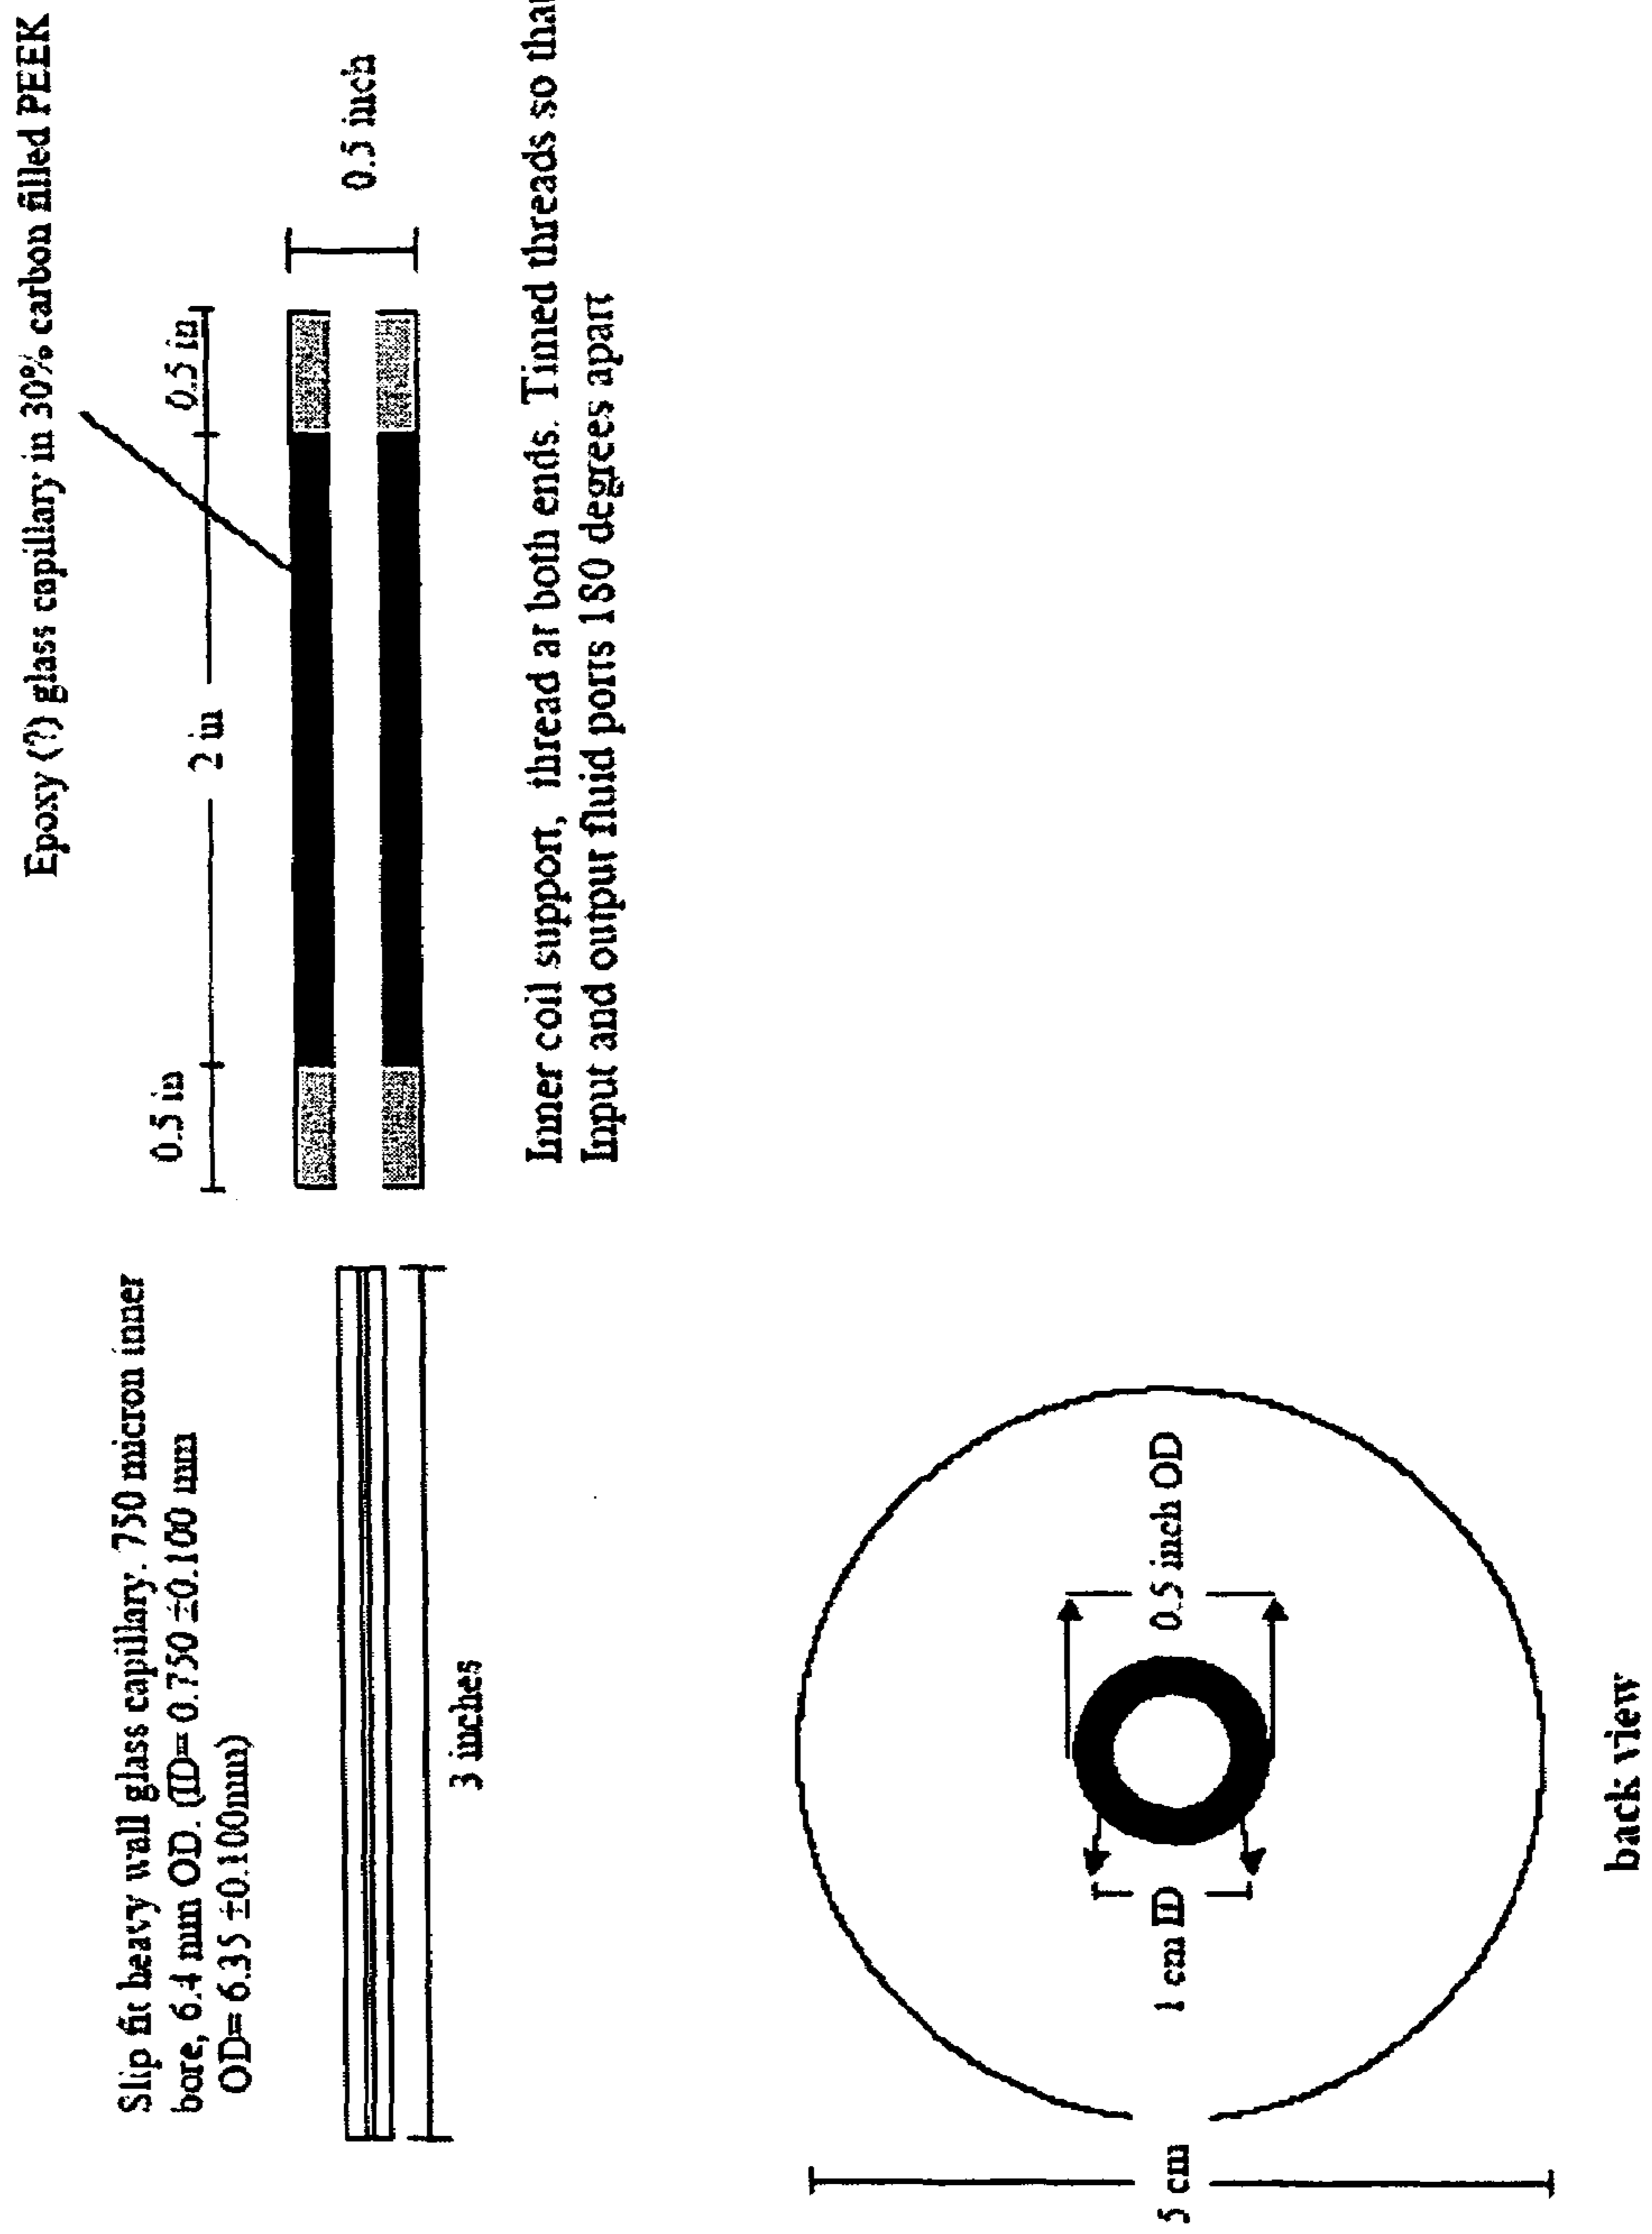 Slip fit heavy wall glass capillary. 750 micron inner
bore, 6.4 mm OD. (ID= 0.750 ±0.100 mm
OD= 6.35 ±0.100mm)
3 inches
Epoxy (?) glass capillary in 30% carbon filled PEEK
0.5 in
2 in
0.5 in
0.5 inch
Inner coil support, thread at both ends. Timed threads so that
Input and output fluid ports 180 degrees apart
5 cm
1 cm ID
0.5 inch OD
back view